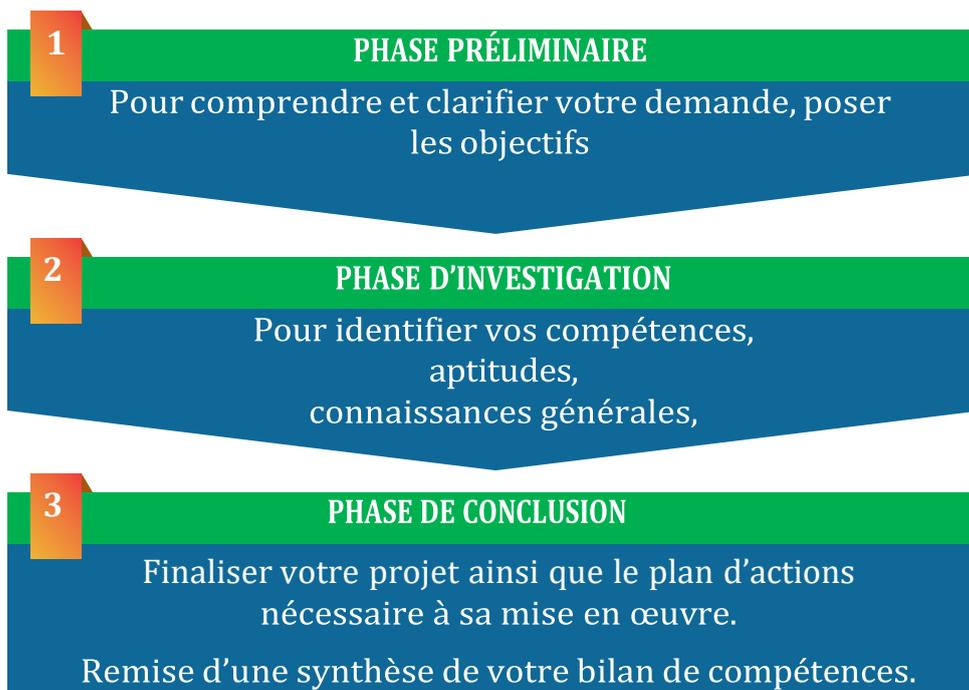 1
PHASE PRÉLIMINAIRE
Pour comprendre et clarifier votre demande, poser
les objectifs
2
PHASE D’INVESTIGATION
Pour identifier vos compétences,
aptitudes,
connaissances générales,
3
PHASE DE CONCLUSION
Finaliser votre projet ainsi que le plan d’actions
nécessaire à sa mise en œuvre.
Remise d’une synthèse de votre bilan de compétences.